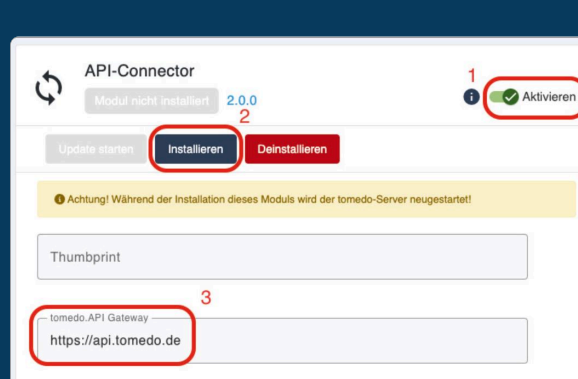 API-Connector
1
Modul nicht installiert 2.0.0
Aktivieren
2
Update starten Installieren Deinstallieren
Achtung! Während der Installation dieses Moduls wird der tomedo-Server neugestartet!
Thumbprint
3
tomedo.API Gateway
https://api.tomedo.de